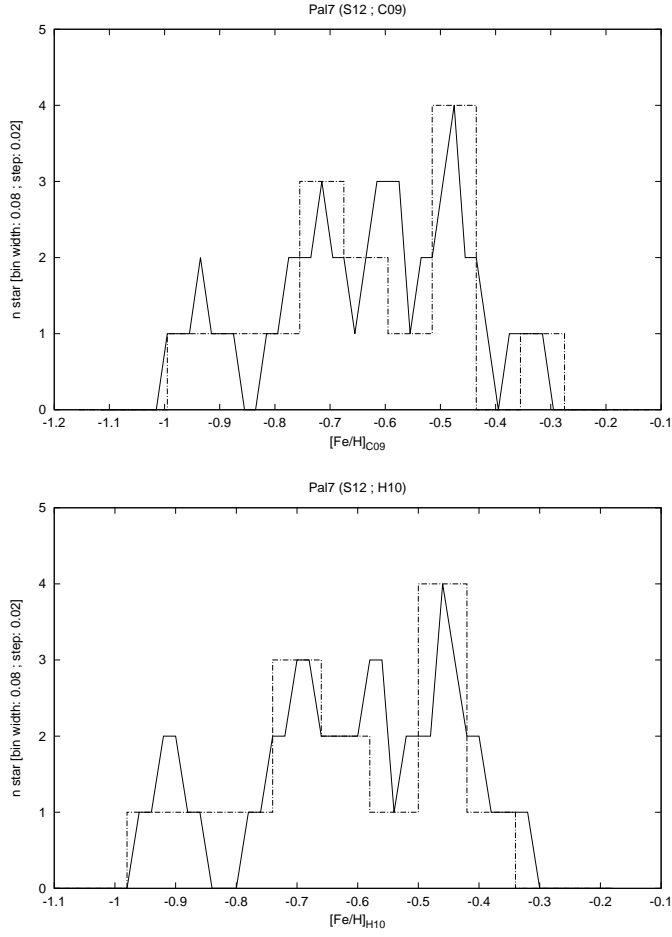 Pal7 (S12 ; C09)
n star [bin width: 0.08 ; step: 0.02]
5
4
3
2
1
0
-1.2 -1.1 -1 -0.9 -0.8 -0.7 -0.6 -0.5 -0.4 -0.3 -0.2 -0.1
[Fe/H]C09
Pal7 (S12 ; H10)
n star [bin width: 0.08 ; step: 0.02]
5
4
3
2
1
0
-1.1 -1 -0.9 -0.8 -0.7 -0.6 -0.5 -0.4 -0.3 -0.2 -0.1
[Fe/H]H10